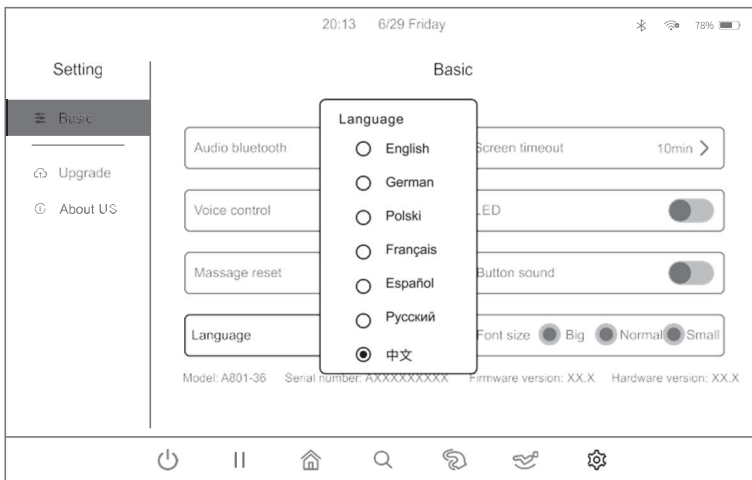 20:13 6/29 Friday 78%
Setting
Basic
Basic
Upgrade
About US
Audio bluetooth
Screen timeout 10min
Voice control
LED
Massage reset
Button sound
Language
Font size Big Normal Small
Language
English
German
Polski
Français
Español
Русский
中文
Model: A801-36 Serial number: AXXXXXXXXXX Firmware version: XX.X Hardware version: XX.X